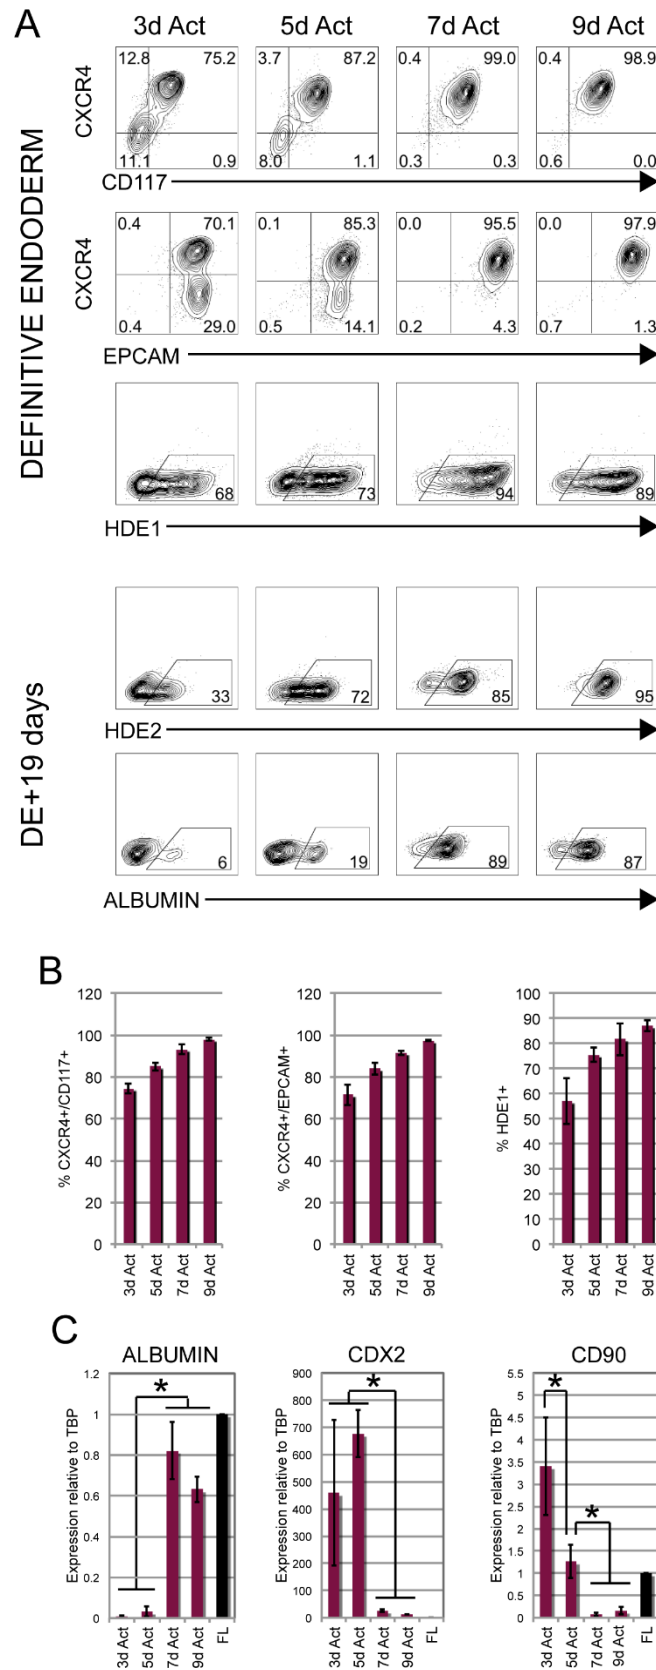 A
3d Act 5d Act 7d Act 9d Act
DEFINITIVE ENDODERM
CXCR4
12.8 75.2 3.7 87.2 0.4 99.0 0.4 98.9
11.1 0.9 8.0 1.1 0.3 0.3 0.6 0.0
CD117
CXCR4
0.4 70.1 0.1 85.3 0.0 95.5 0.0 97.9
0.4 29.0 0.5 14.1 0.2 4.3 0.7 1.3
EPCAM
68 73 94 89
HDE1
DE+19 days
33 72 85 95
HDE2
6 19 89 87
ALBUMIN
B
% CXCR4+/CD117+
120
100
80
60
40
20
0
3d Act
5d Act
7d Act
9d Act
% CXCR4+/EPCAM+
120
100
80
60
40
20
0
3d Act
5d Act
7d Act
9d Act
% HDE1+
100
90
80
70
60
50
40
30
20
10
0
3d Act
5d Act
7d Act
9d Act
C
ALBUMIN
Expression relative to TBP
1.2
1
0.8
0.6
0.4
0.2
0
*
3d Act
5d Act
7d Act
9d Act
FL
CDX2
Expression relative to TBP
900
800
700
600
500
400
300
200
100
0
*
3d Act
5d Act
7d Act
9d Act
FL
CD90
Expression relative to TBP
5.5
5
4.5
4
3.5
3
2.5
2
1.5
1
0.5
0
*
*
3d Act
5d Act
7d Act
9d Act
FL